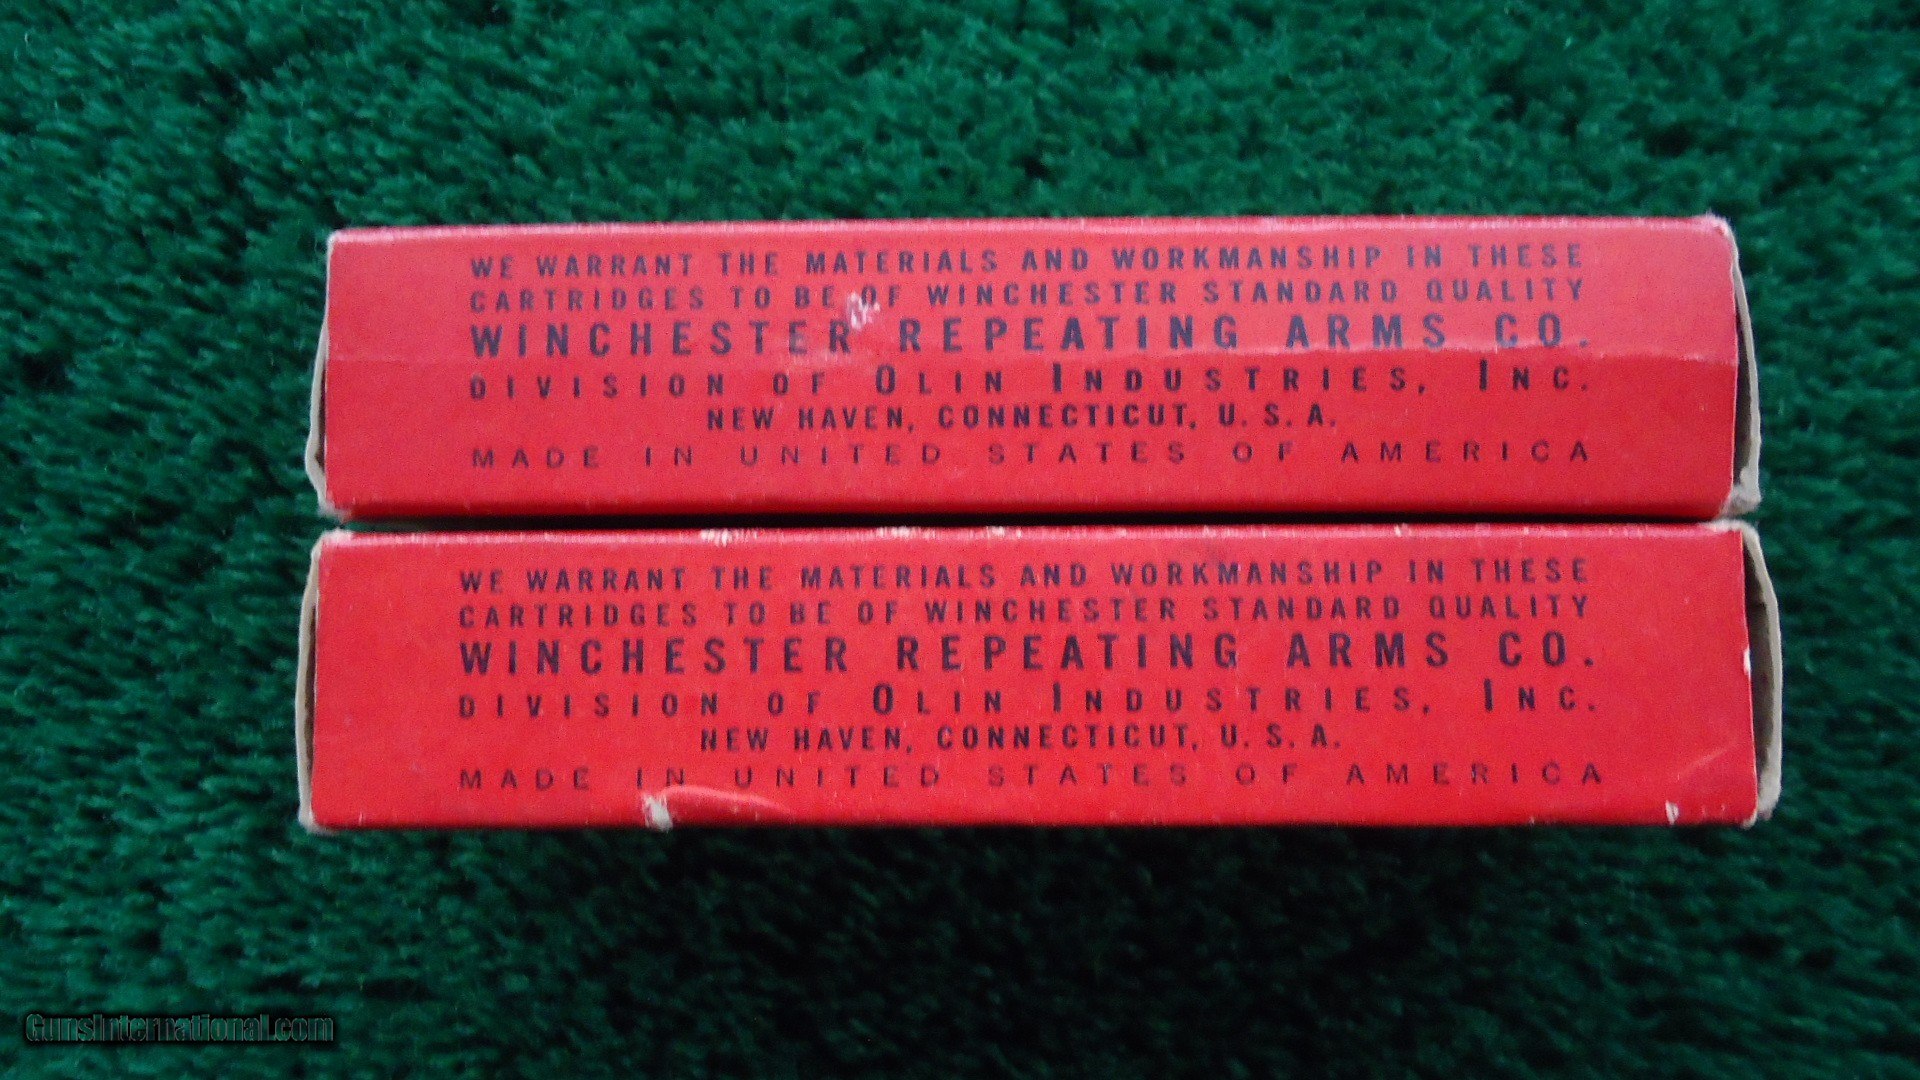 WE WARRANT THE MATERIALS AND WORKMANSHIP IN THESE
CARTRIDGES TO BE OF WINCHESTER STANDARD QUALITY
WINCHESTER REPEATING ARMS CO.
DIVISION OF OLIN INDUSTRIES, INC.
NEW HAVEN, CONNECTICUT, U. S. A.
MADE IN UNITED STATES OF AMERICA
WE WARRANT THE MATERIALS AND WORKMANSHIP IN THESE
CARTRIDGES TO BE OF WINCHESTER STANDARD QUALITY
WINCHESTER REPEATING ARMS CO.
DIVISION OF OLIN INDUSTRIES, INC.
NEW HAVEN, CONNECTICUT, U. S. A.
MADE IN UNITED STATES OF AMERICA
GunsInternational.com